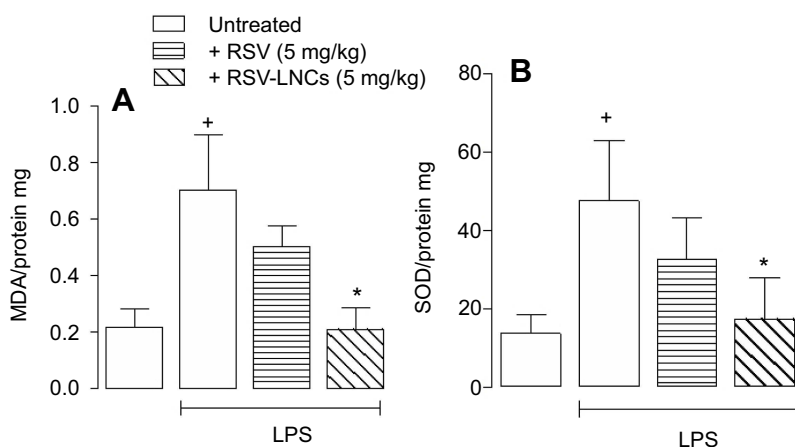 Untreated
+ RSV (5 mg/kg)
+ RSV-LNCs (5 mg/kg)
A
MDA/protein mg
1.0
0.8
0.6
0.4
0.2
0.0
+
*
LPS
B
SOD/protein mg
80
60
40
20
0
+
*
LPS